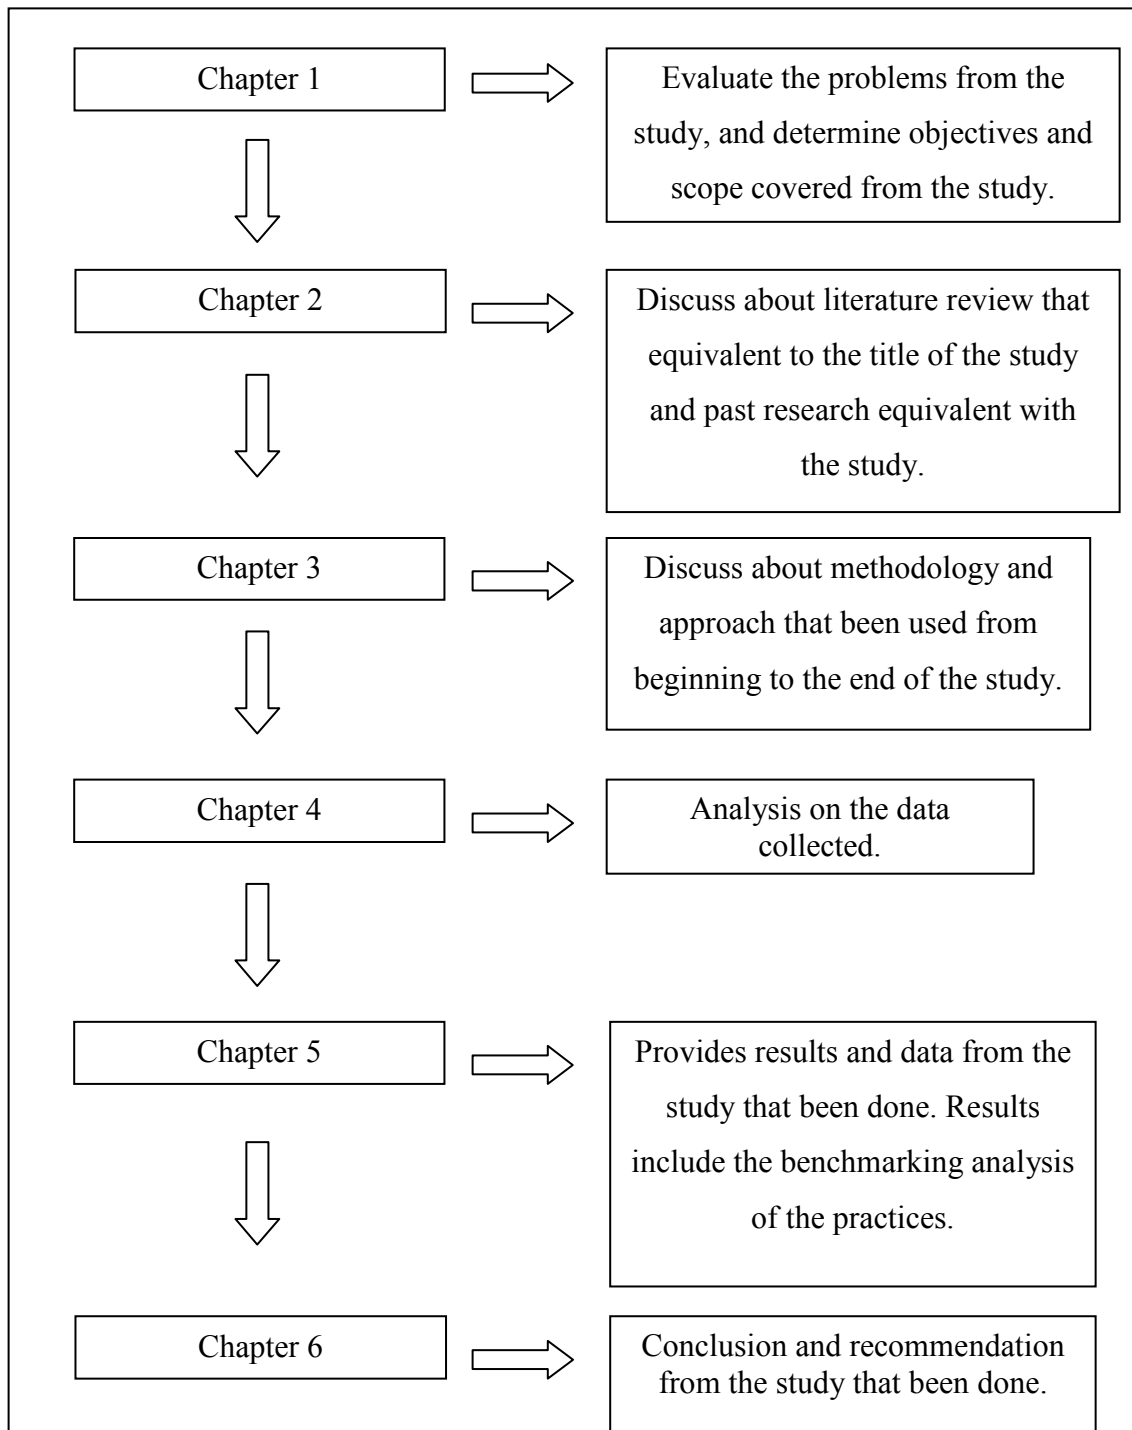 Chapter 1
Evaluate the problems from the
study, and determine objectives and
scope covered from the study.
Chapter 2
Discuss about literature review that
equivalent to the title of the study
and past research equivalent with
the study.
Chapter 3
Discuss about methodology and
approach that been used from
beginning to the end of the study.
Chapter 4
Analysis on the data
collected.
Chapter 5
Provides results and data from the
study that been done. Results
include the benchmarking analysis
of the practices.
Chapter 6
Conclusion and recommendation
from the study that been done.